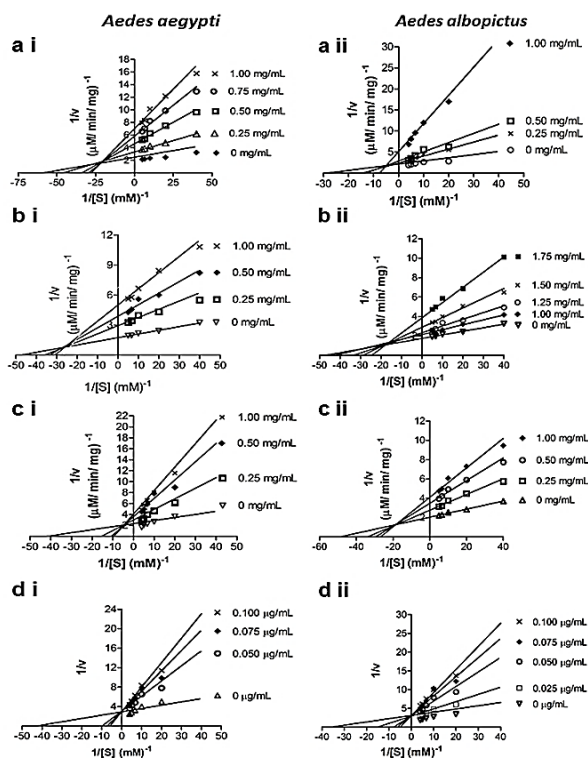 Aedes aegypti
Aedes albopictus
a i
18
16
14
12
10
8
6
4
2
1/v
(μM/ min/ mg) -1
1.00 mg/mL
0.75 mg/mL
0.50 mg/mL
0.25 mg/mL
0 mg/mL
-75 -50 -25 0 25 50
1/[S] (mM)-1
a ii
30
25
20
15
10
5
1/v
(μM/ min/ mg) -1
1.00 mg/mL
0.50 mg/mL
0.25 mg/mL
0 mg/mL
-30 -20 -10 0 10 20 30 40 50
1/[S] (mM)-1
b i
12
9
6
3
1/v
(μM/ min/ mg) -1
1.00 mg/mL
0.50 mg/mL
0.25 mg/mL
0 mg/mL
-50 -40 -30 -20 -10 0 10 20 30 40 50
1/[S] (mM)-1
b ii
12
10
8
6
4
1/v
(μM/ min/ mg) -1
1.75 mg/mL
1.50 mg/mL
1.25 mg/mL
1.00 mg/mL
0 mg/mL
-60 -50 -40 -30 -20 -10 0 10 20 30 40
1/[S] (mM)-1
c i
22
20
18
16
14
12
10
8
6
4
2
1/v
(μM/ min/ mg) -1
1.00 mg/mL
0.50 mg/mL
0.25 mg/mL
0 mg/mL
-50 -40 -30 -20 -10 0 10 20 30 40 50
1/[S] (mM)-1
c ii
12
10
8
6
4
2
1/v
(μM/ min/ mg) -1
1.00 mg/mL
0.50 mg/mL
0.25 mg/mL
0 mg/mL
-60 -50 -40 -30 -20 -10 0 10 20 30 40
1/[S] (mM)-1
d i
24
20
16
12
8
4
1/v
0.100 μg/mL
0.075 μg/mL
0.050 μg/mL
0 μg/mL
-50 -40 -30 -20 -10 0 10 20 30 40 50
1/[S] (mM)-1
d ii
30
25
20
15
10
5
1/v
0.100 μg/mL
0.075 μg/mL
0.050 μg/mL
0.025 μg/mL
0 μg/mL
-40 -30 -20 -10 0 10 20 30 40
1/[S] (mM)-1